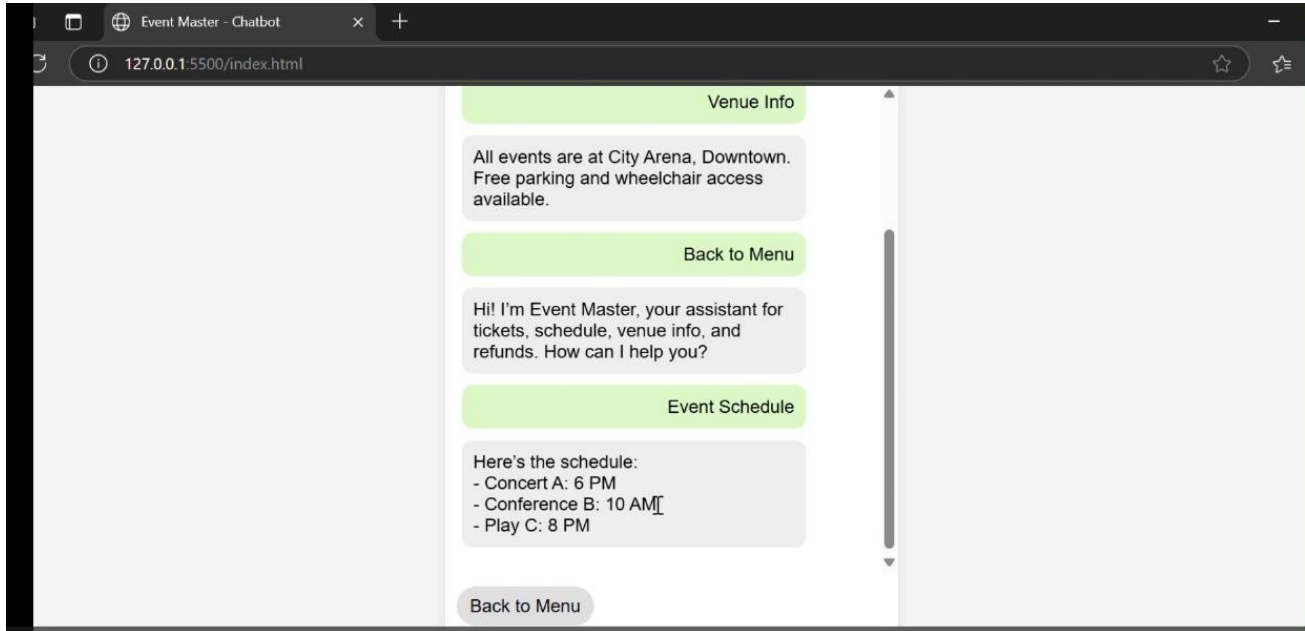 Event Master - Chatbot
127.0.0.1:5500/index.html
Venue Info
All events are at City Arena, Downtown.
Free parking and wheelchair access
available.
Back to Menu
Hi! I’m Event Master, your assistant for
tickets, schedule, venue info, and
refunds. How can I help you?
Event Schedule
Here’s the schedule:
- Concert A: 6 PM
- Conference B: 10 AM
- Play C: 8 PM
Back to Menu